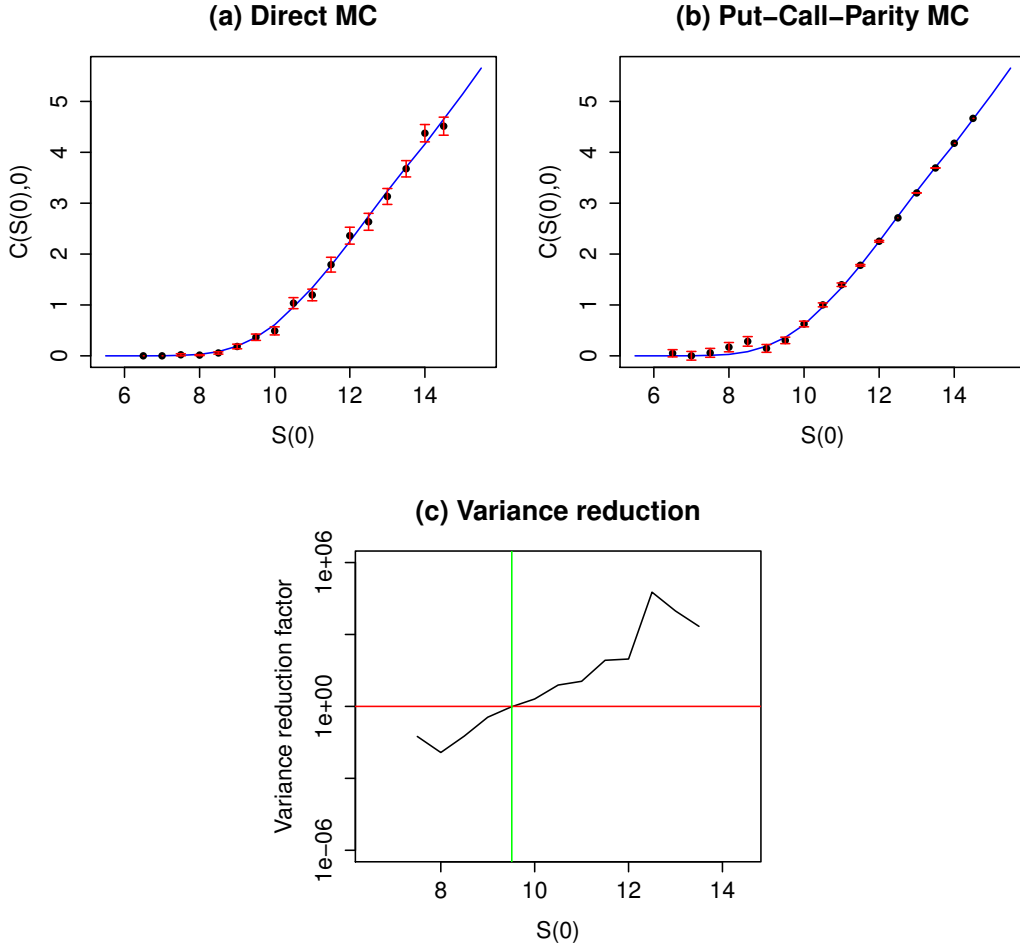 (a) Direct MC
C(S(0),0)
0 1 2 3 4 5
6 8 10 12 14
S(0)
(b) Put−Call−Parity MC
C(S(0),0)
0 1 2 3 4 5
6 8 10 12 14
S(0)
(c) Variance reduction
Variance reduction factor
1e−06 1e+00 1e+06
8 10 12 14
S(0)